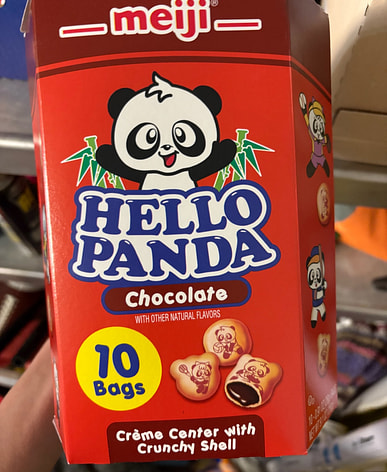 meiji®
HELLO
PANDA
Chocolate
WITH OTHER NATURAL FLAVORS
10
Bags
Crème Center with
Crunchy Shell